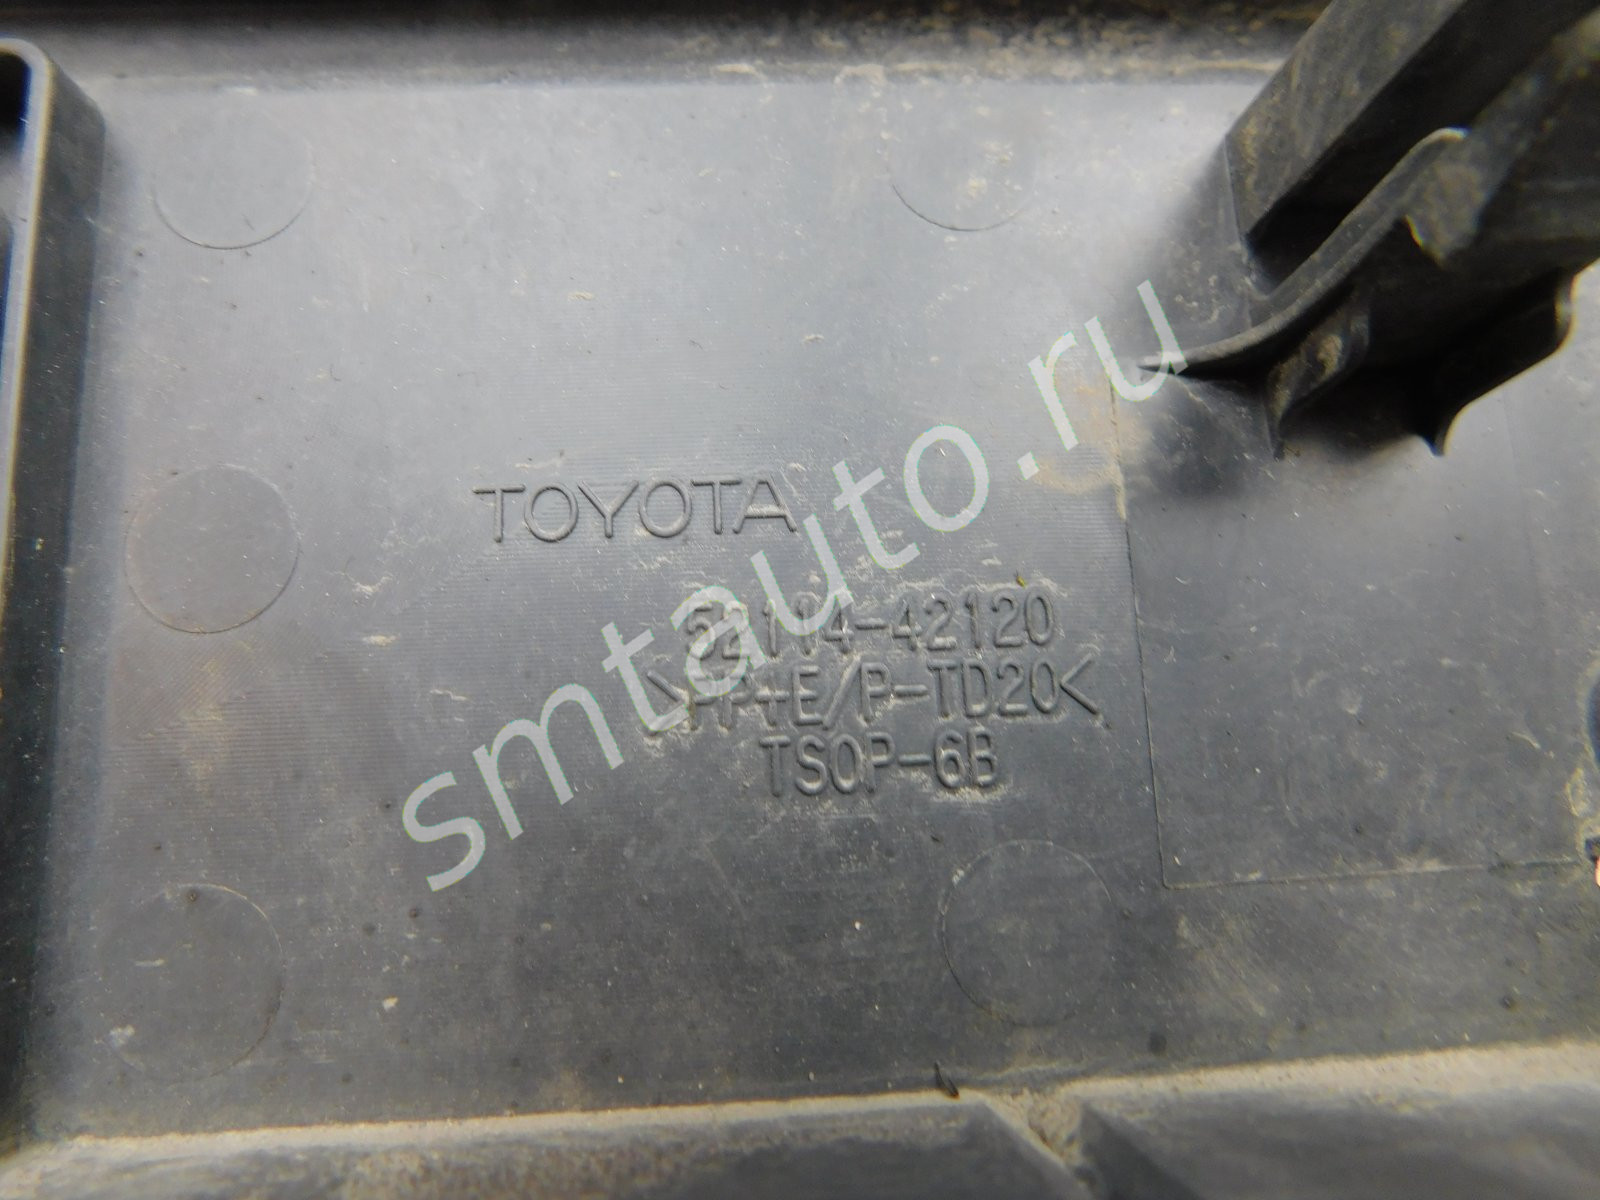 TOYOTA
52114-42120
>PP+E/P-TD20<
TSOP-6B
smtauto.ru